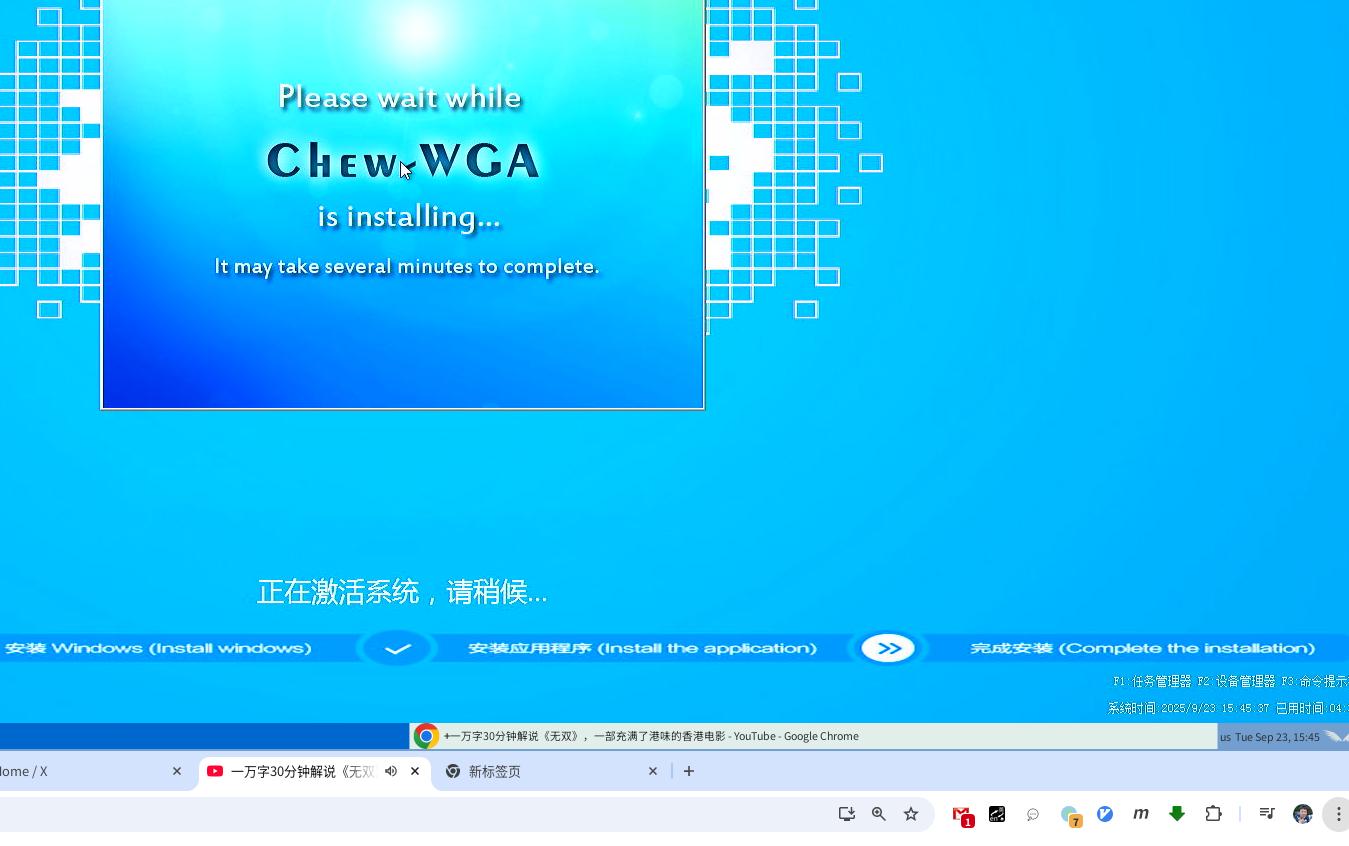 Please wait while
Chew-WGA
is installing...
It may take several minutes to complete.
正在激活系统，请稍候...
安装 Windows (Install windows)
安装应用程序 (Install the application)
完成安装 (Complete the installation)
F1:任务管理器 F2:设备管理器 F3:命令提示
系统时间:2025/9/23 15:45:37 已用时间:04:
+一万字30分钟解说《无双》，一部充满了港味的香港电影 - YouTube - Google Chrome
us Tue Sep 23, 15:45
Home / X
一万字30分钟解说《无双
新标签页
1
7
m